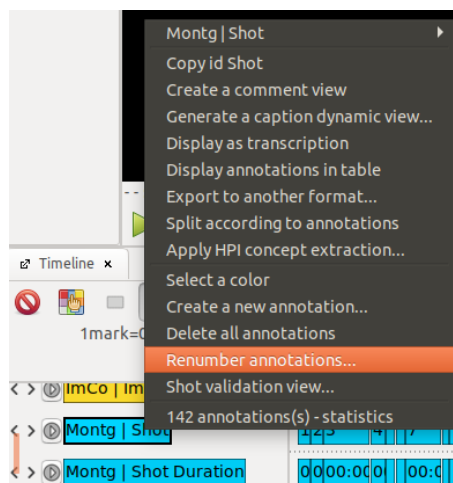 Montg|Shot
Copy id Shot
Create a comment view
Generate a caption dynamic view...
Display as transcription
Display annotations in table
Export to another format...
Split according to annotations
Apply HPI concept extraction...
Timeline x
Select a color
Create a new annotation...
1mark=
Delete all annotations
Renumber annotations...
ImCo | Im
Shot validation view...
142 annotations(s) - statistics
Montg | Shot
Montg | Shot Duration